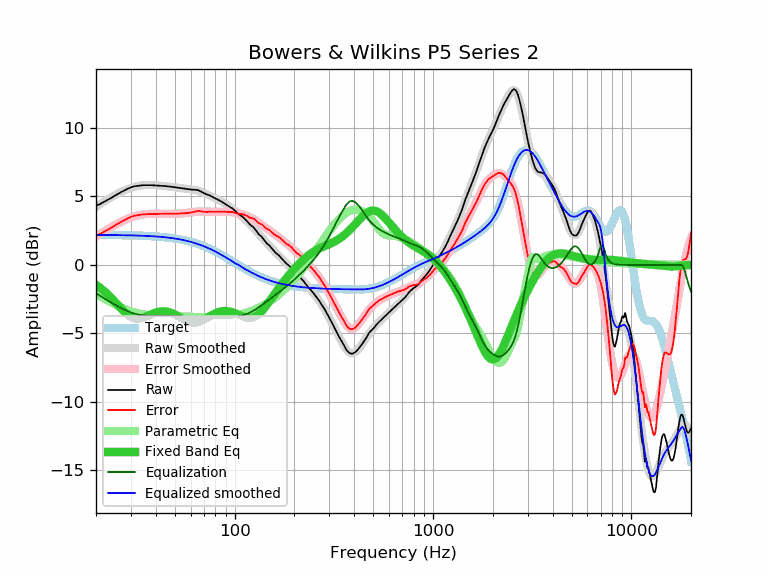 Bowers & Wilkins P5 Series 2
Amplitude (dBr)
10
5
0
−5
−10
−15
Target
Raw Smoothed
Error Smoothed
Raw
Error
Parametric Eq
Fixed Band Eq
Equalization
Equalized smoothed
100
1000
10000
Frequency (Hz)